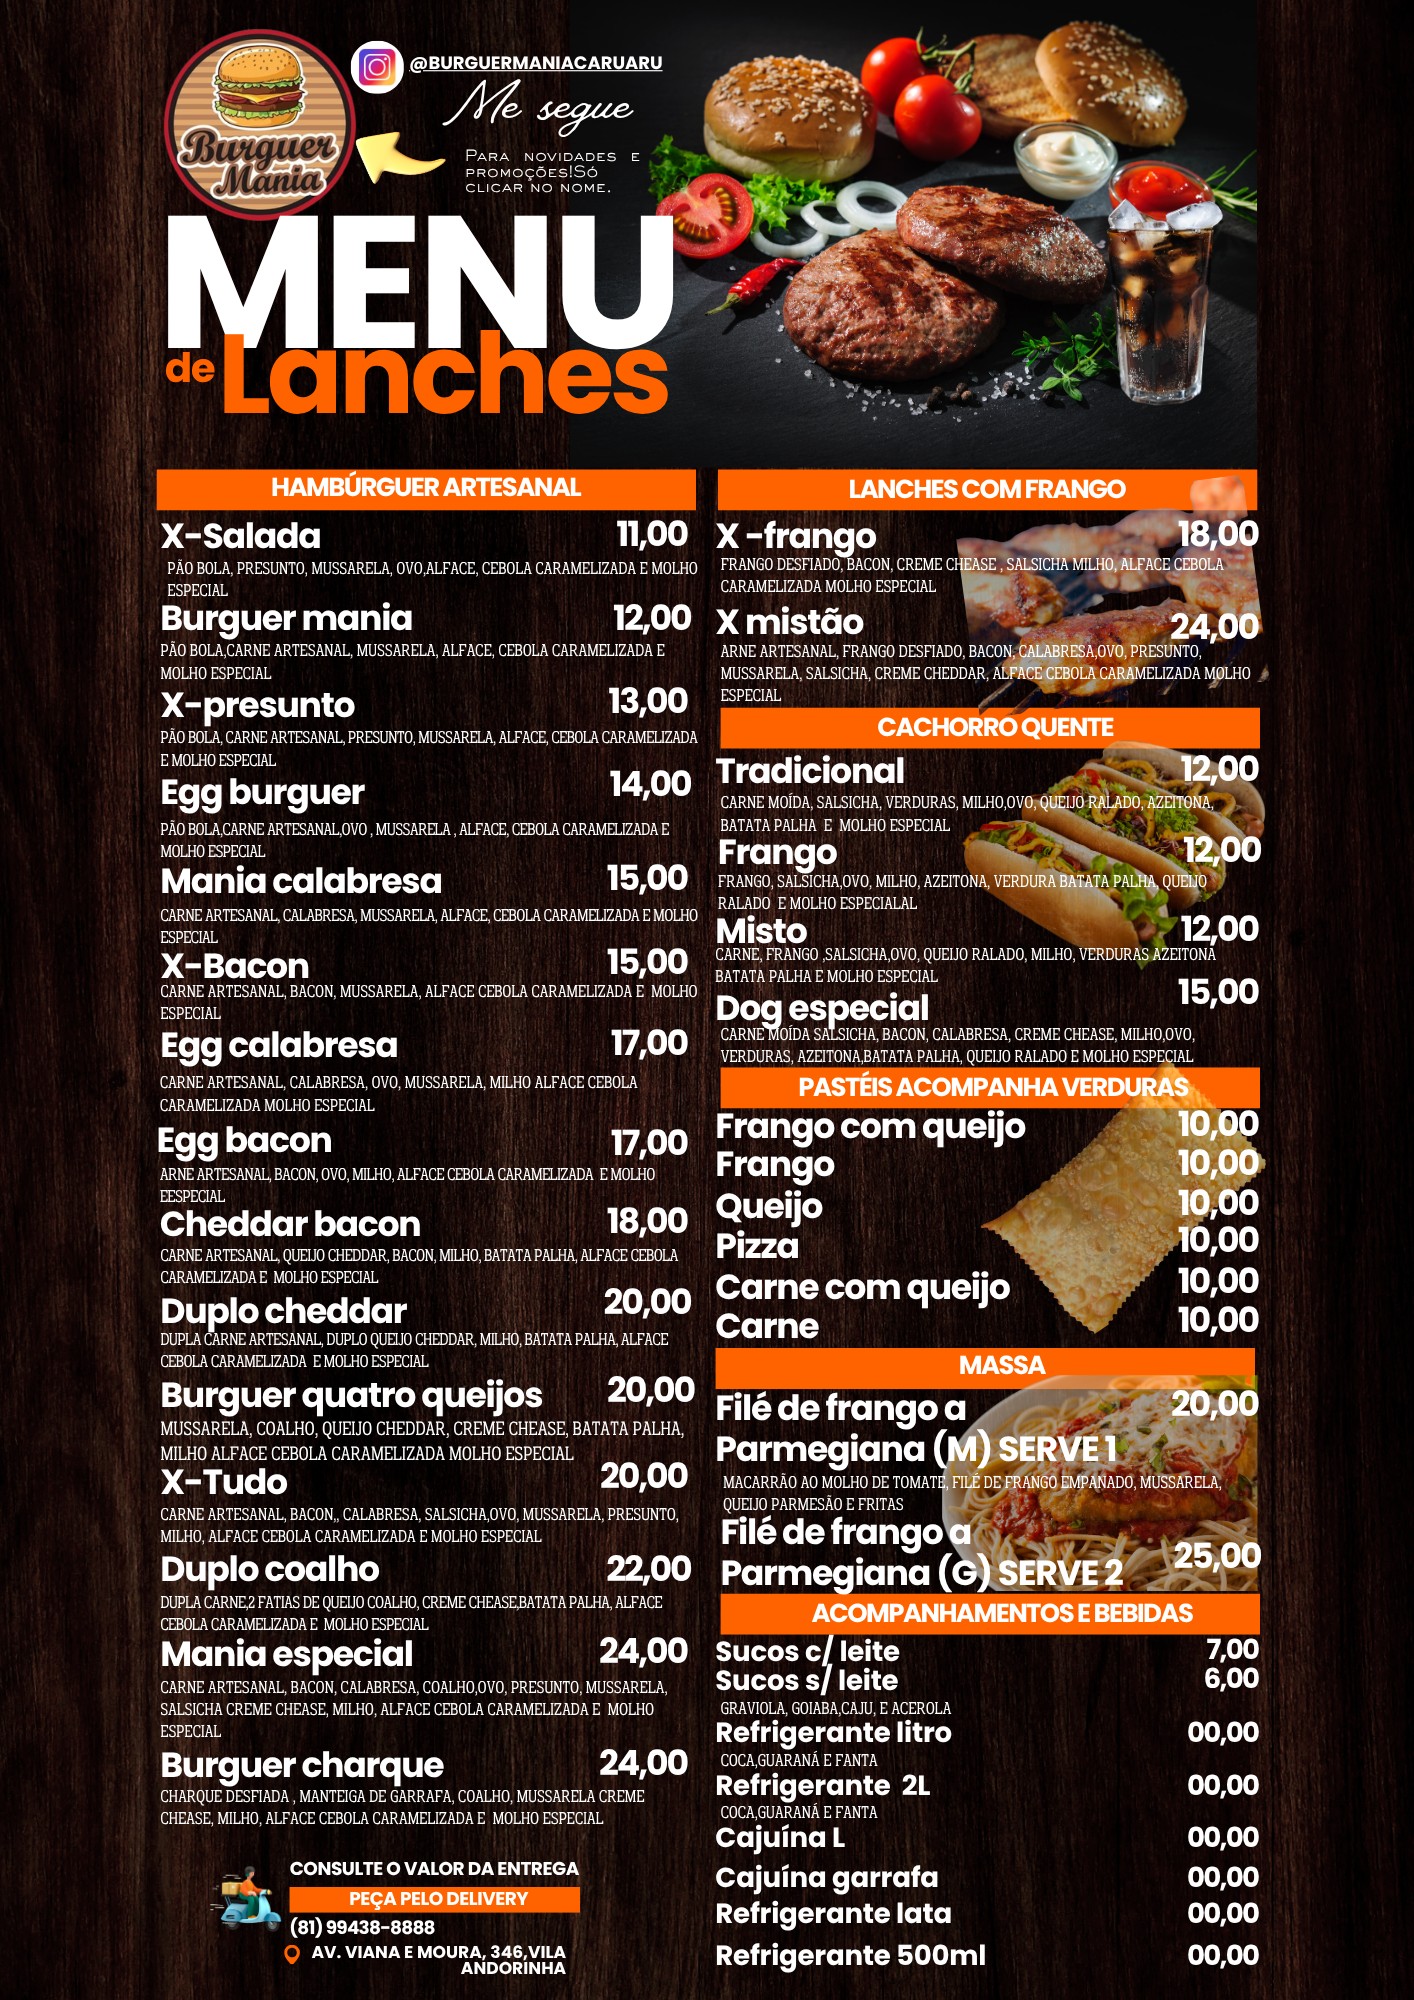 Burguer
Mania
@BURGUERMANIACARUARU
Me segue
PARA NOVIDADES E
PROMOÇÕES!SÓ
CLICAR NO NOME.
MENU
de Lanches
HAMBÚRGUER ARTESANAL
X-Salada 11,00
PÃO BOLA, PRESUNTO, MUSSARELA, OVO,ALFACE, CEBOLA CARAMELIZADA E MOLHO
ESPECIAL
Burguer mania 12,00
PÃO BOLA,CARNE ARTESANAL, MUSSARELA, ALFACE, CEBOLA CARAMELIZADA E
MOLHO ESPECIAL
X-presunto 13,00
PÃO BOLA, CARNE ARTESANAL, PRESUNTO, MUSSARELA, ALFACE, CEBOLA CARAMELIZADA
E MOLHO ESPECIAL
Egg burguer 14,00
PÃO BOLA,CARNE ARTESANAL,OVO , MUSSARELA , ALFACE, CEBOLA CARAMELIZADA E
MOLHO ESPECIAL
Mania calabresa 15,00
CARNE ARTESANAL, CALABRESA, MUSSARELA, ALFACE, CEBOLA CARAMELIZADA E MOLHO
ESPECIAL
X-Bacon 15,00
CARNE ARTESANAL, BACON, MUSSARELA, ALFACE CEBOLA CARAMELIZADA E MOLHO
ESPECIAL
Egg calabresa 17,00
CARNE ARTESANAL, CALABRESA, OVO, MUSSARELA, MILHO ALFACE CEBOLA
CARAMELIZADA MOLHO ESPECIAL
Egg bacon 17,00
ARNE ARTESANAL, BACON, OVO, MILHO, ALFACE CEBOLA CARAMELIZADA E MOLHO
EESPECIAL
Cheddar bacon 18,00
CARNE ARTESANAL, QUEIJO CHEDDAR, BACON, MILHO, BATATA PALHA, ALFACE CEBOLA
CARAMELIZADA E MOLHO ESPECIAL
Duplo cheddar 20,00
DUPLA CARNE ARTESANAL, DUPLO QUEIJO CHEDDAR, MILHO, BATATA PALHA, ALFACE
CEBOLA CARAMELIZADA E MOLHO ESPECIAL
Burguer quatro queijos 20,00
MUSSARELA, COALHO, QUEIJO CHEDDAR, CREME CHEASE, BATATA PALHA,
MILHO ALFACE CEBOLA CARAMELIZADA MOLHO ESPECIAL
X-Tudo 20,00
CARNE ARTESANAL, BACON,, CALABRESA, SALSICHA,OVO, MUSSARELA, PRESUNTO,
MILHO, ALFACE CEBOLA CARAMELIZADA E MOLHO ESPECIAL
Duplo coalho 22,00
DUPLA CARNE,2 FATIAS DE QUEIJO COALHO, CREME CHEASE,BATATA PALHA, ALFACE
CEBOLA CARAMELIZADA E MOLHO ESPECIAL
Mania especial 24,00
CARNE ARTESANAL, BACON, CALABRESA, COALHO,OVO, PRESUNTO, MUSSARELA,
SALSICHA CREME CHEASE, MILHO, ALFACE CEBOLA CARAMELIZADA E MOLHO
ESPECIAL
Burguer charque 24,00
CHARQUE DESFIADA , MANTEIGA DE GARRAFA, COALHO, MUSSARELA CREME
CHEASE, MILHO, ALFACE CEBOLA CARAMELIZADA E MOLHO ESPECIAL
CONSULTE O VALOR DA ENTREGA
PEÇA PELO DELIVERY
(81) 99438-8888
AV. VIANA E MOURA, 346,VILA
ANDORINHA
LANCHES COM FRANGO
X -frango 18,00
FRANGO DESFIADO, BACON, CREME CHEASE , SALSICHA MILHO, ALFACE CEBOLA
CARAMELIZADA MOLHO ESPECIAL
X mistão 24,00
ARNE ARTESANAL, FRANGO DESFIADO, BACON, CALABRESA,OVO, PRESUNTO,
MUSSARELA, SALSICHA, CREME CHEDDAR, ALFACE CEBOLA CARAMELIZADA MOLHO
ESPECIAL
CACHORRO QUENTE
Tradicional 12,00
CARNE MOÍDA, SALSICHA, VERDURAS, MILHO,OVO, QUEIJO RALADO, AZEITONA,
BATATA PALHA E MOLHO ESPECIAL
Frango 12,00
FRANGO, SALSICHA,OVO, MILHO, AZEITONA, VERDURA BATATA PALHA, QUEIJO
RALADO E MOLHO ESPECIALAL
Misto 12,00
CARNE, FRANGO ,SALSICHA,OVO, QUEIJO RALADO, MILHO, VERDURAS AZEITONA
BATATA PALHA E MOLHO ESPECIAL
Dog especial 15,00
CARNE MOÍDA SALSICHA, BACON, CALABRESA, CREME CHEASE, MILHO,OVO,
VERDURAS, AZEITONA,BATATA PALHA, QUEIJO RALADO E MOLHO ESPECIAL
PASTÉIS ACOMPANHA VERDURAS
Frango com queijo 10,00
Frango 10,00
Queijo 10,00
Pizza 10,00
Carne com queijo 10,00
Carne 10,00
MASSA
Filé de frango a 20,00
Parmegiana (M) SERVE 1
MACARRÃO AO MOLHO DE TOMATE, FILÉ DE FRANGO EMPANADO, MUSSARELA,
QUEIJO PARMESÃO E FRITAS
Filé de frango a
Parmegiana (G) SERVE 2 25,00
ACOMPANHAMENTOS E BEBIDAS
Sucos c/ leite 7,00
Sucos s/ leite 6,00
GRAVIOLA, GOIABA,CAJU, E ACEROLA
Refrigerante litro 00,00
COCA,GUARANÁ E FANTA
Refrigerante 2L 00,00
COCA,GUARANÁ E FANTA
Cajuína L 00,00
Cajuína garrafa 00,00
Refrigerante lata 00,00
Refrigerante 500ml 00,00